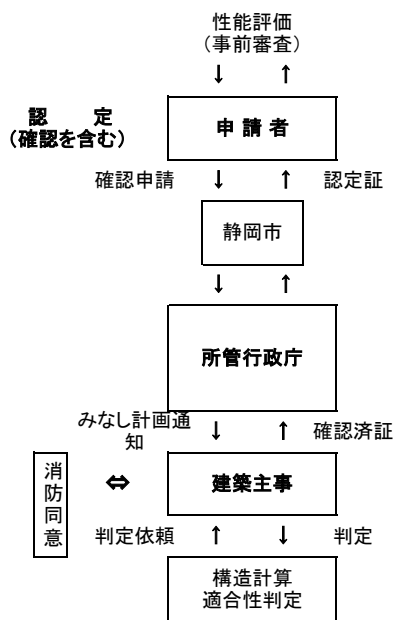 性能評価
（事前審査）
↓ ↑
認 定
（確認を含む）
申 請 者
確認申請 ↓ ↑ 認定証
静岡市
↓ ↑
所管行政庁
みなし計画通
知
↓ ↑ 確認済証
消防同意
⇔
建築主事
判定依頼 ↑ ↓ 判定
構造計算
適合性判定